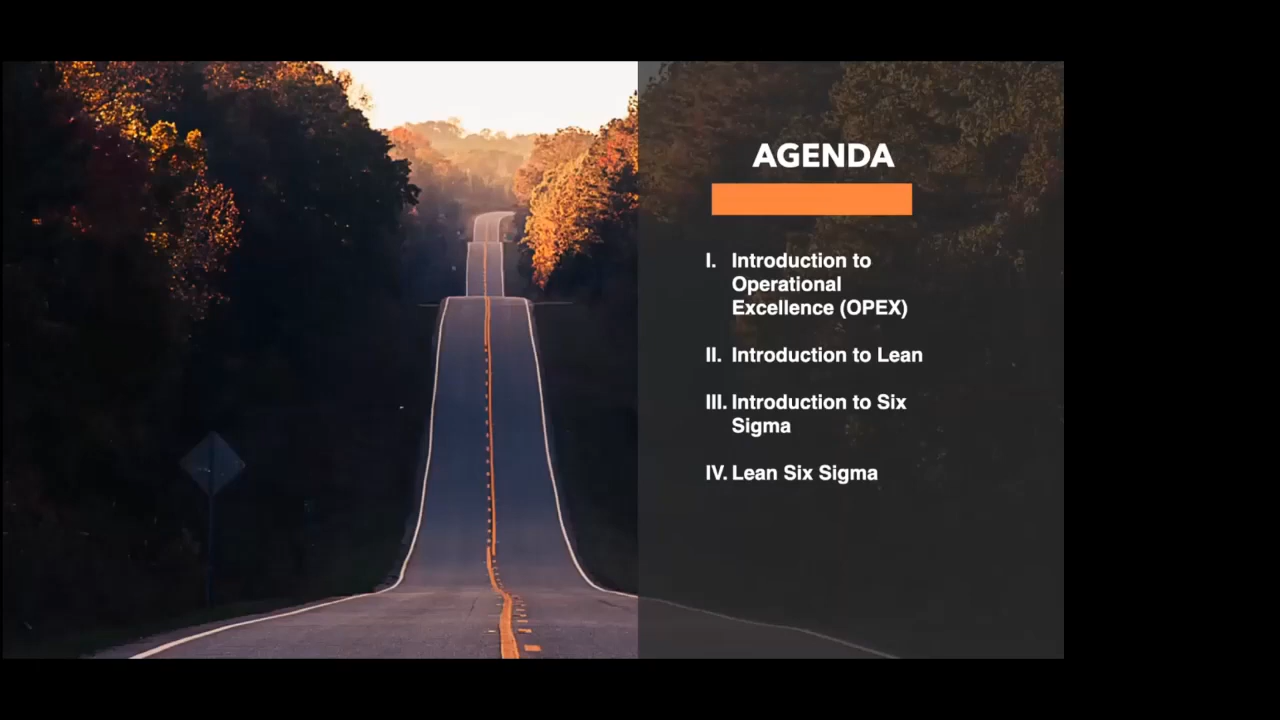 AGENDA
I. Introduction to
Operational
Excellence (OPEX)
II. Introduction to Lean
III. Introduction to Six
Sigma
IV. Lean Six Sigma